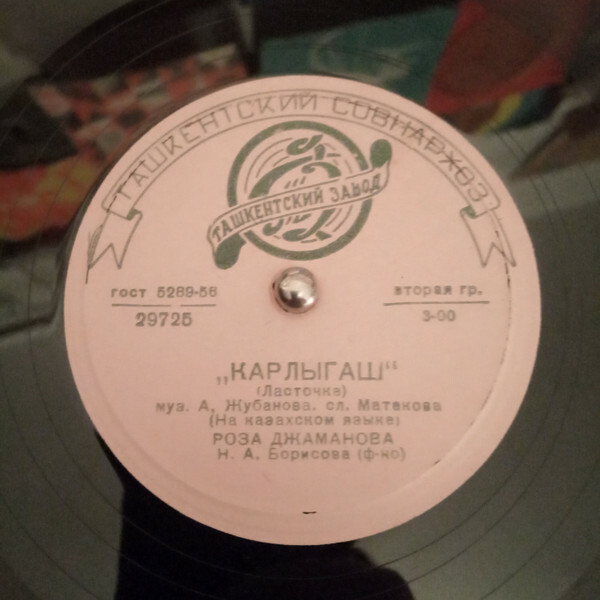 ТАШКЕНТСКИЙ СОВНАРХОЗ
ТАШКЕНТСКИЙ ЗАВОД
гост 5289-56
вторая гр.
29725
3-00
„КАРЛЫГАШ“
(Ласточка)
муз. А. Жубанова. сл. Матакова
(На казахском языке)
РОЗА ДЖАМАНОВА
Н. А. Борисова (ф-но)